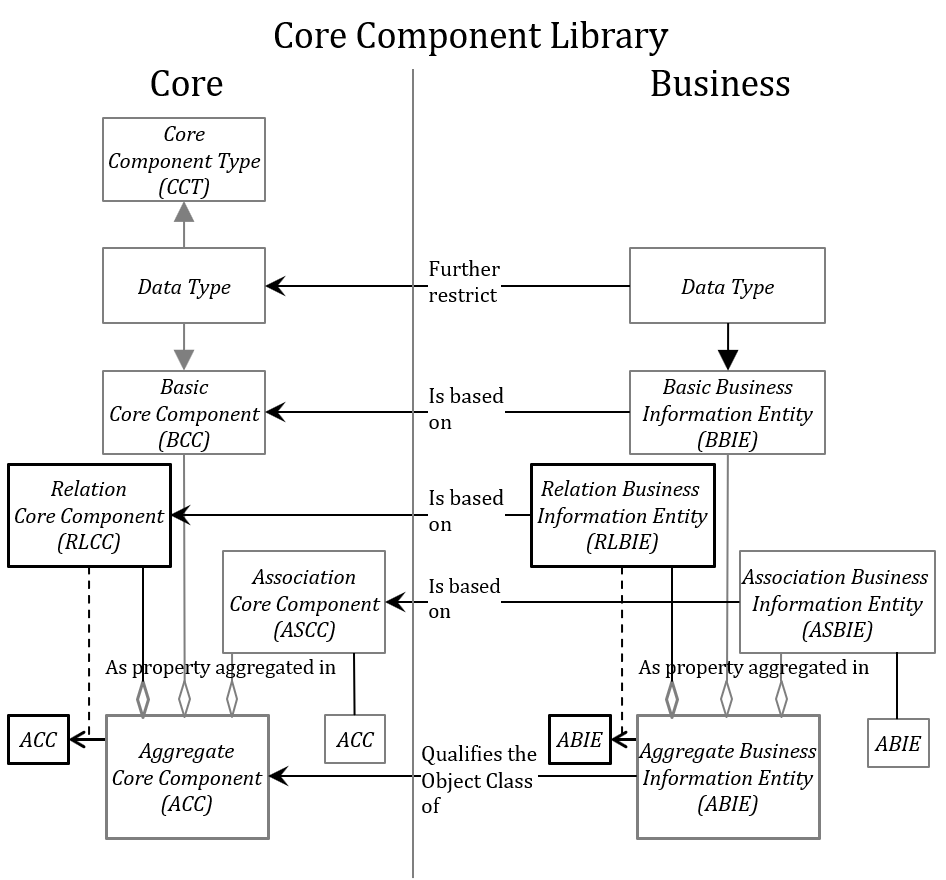 Core Component Library
Core
Business
Core
Component Type
(CCT)
Data Type
Further
restrict
Data Type
Basic
Core Component
(BCC)
Is based
on
Basic Business
Information Entity
(BBIE)
Relation
Core Component
(RLCC)
Is based
on
Relation Business
Information Entity
(RLBIE)
Association
Core Component
(ASCC)
Is based
on
Association Business
Information Entity
(ASBIE)
As property aggregated in
As property aggregated in
ACC
Aggregate
Core Component
(ACC)
ACC
Qualifies the
Object Class
of
ABIE
Aggregate Business
Information Entity
(ABIE)
ABIE